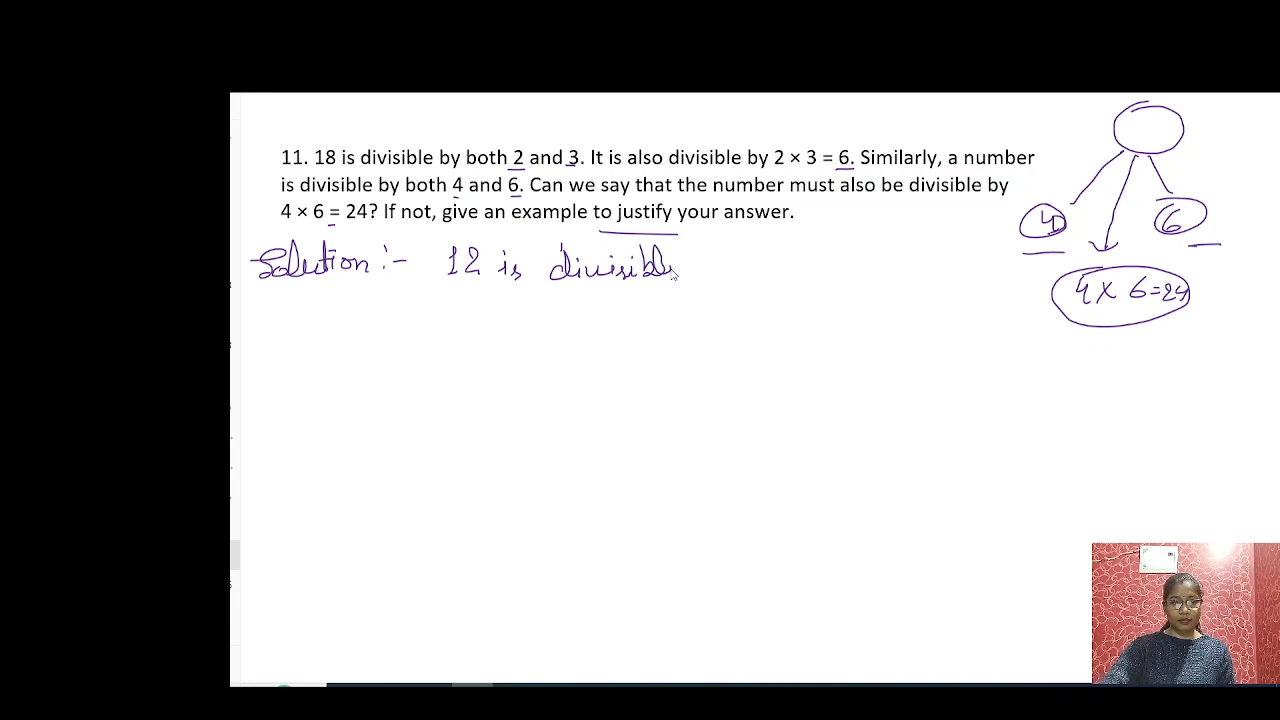 11. 18 is divisible by both 2 and 3. It is also divisible by 2 × 3 = 6. Similarly, a number
is divisible by both 4 and 6. Can we say that the number must also be divisible by
4 × 6 = 24? If not, give an example to justify your answer.
Solution :- 12 is divisible
4
6
4 × 6 = 24